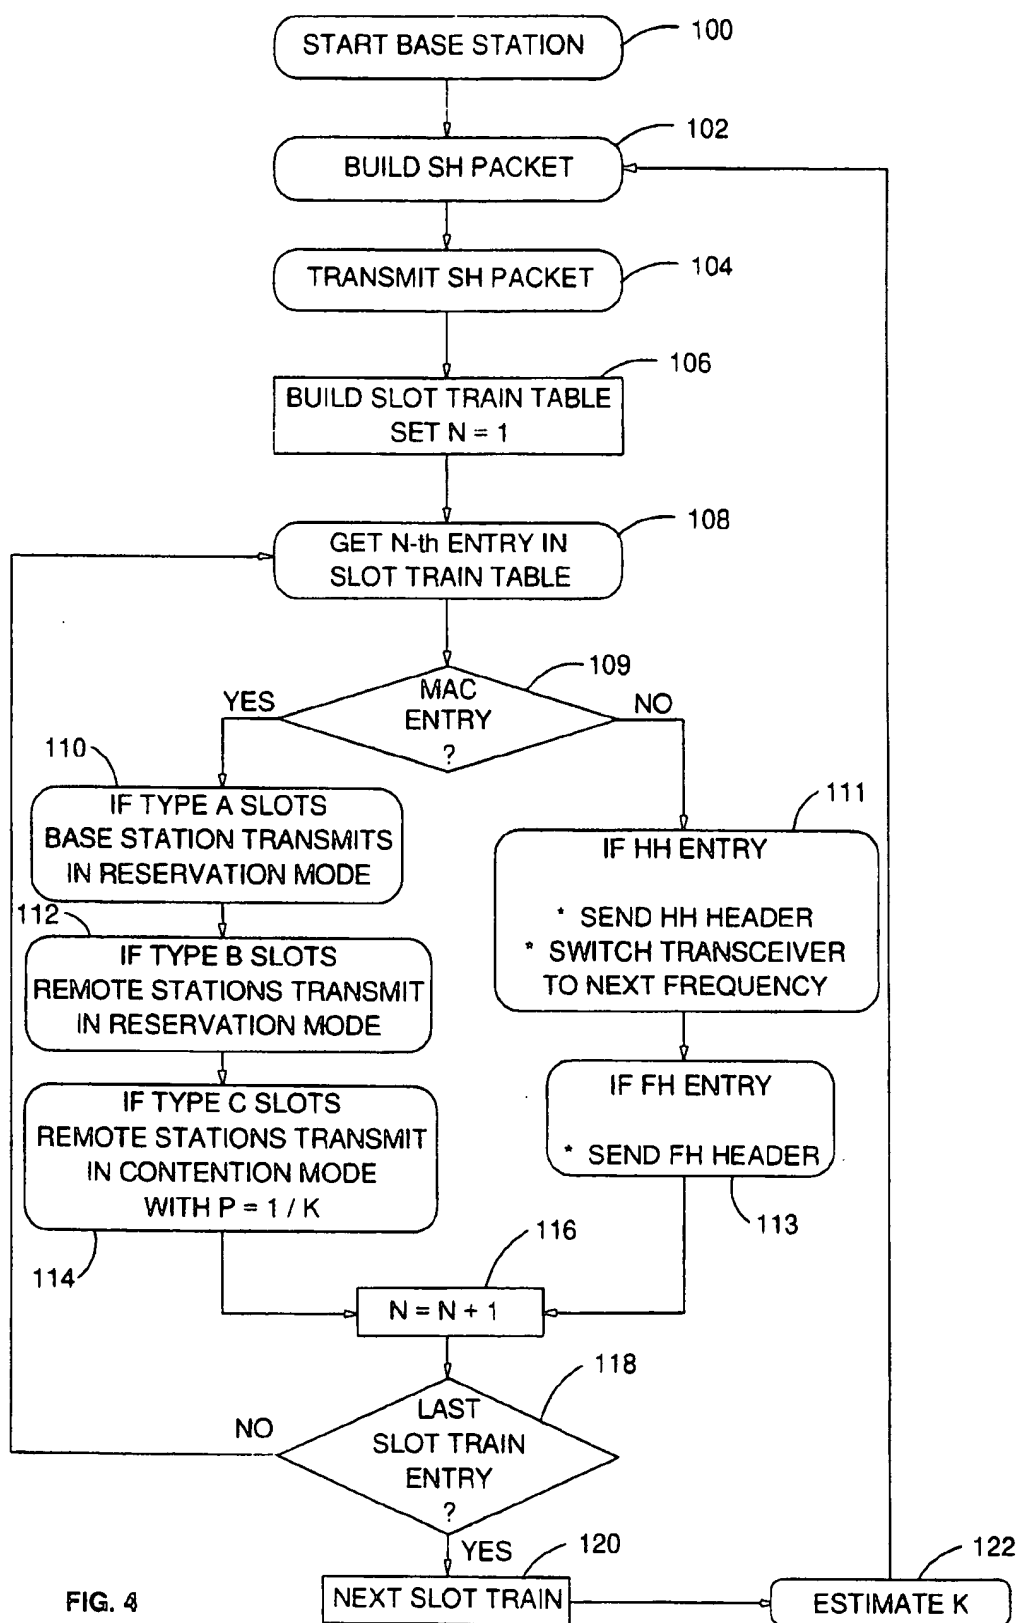 START BASE STATION
100
BUILD SH PACKET
102
TRANSMIT SH PACKET
104
106
BUILD SLOT TRAIN TABLE
SET N = 1
108
GET N-th ENTRY IN
SLOT TRAIN TABLE
109
YES
MAC
ENTRY
?
NO
110
IF TYPE A SLOTS
BASE STATION TRANSMITS
IN RESERVATION MODE
111
IF HH ENTRY
* SEND HH HEADER
* SWITCH TRANSCEIVER
TO NEXT FREQUENCY
112
IF TYPE B SLOTS
REMOTE STATIONS TRANSMIT
IN RESERVATION MODE
IF FH ENTRY
* SEND FH HEADER
113
IF TYPE C SLOTS
REMOTE STATIONS TRANSMIT
IN CONTENTION MODE
WITH P = 1 / K
114
116
N = N + 1
118
NO
LAST
SLOT TRAIN
ENTRY
?
YES
120
NEXT SLOT TRAIN
122
ESTIMATE K
FIG. 4